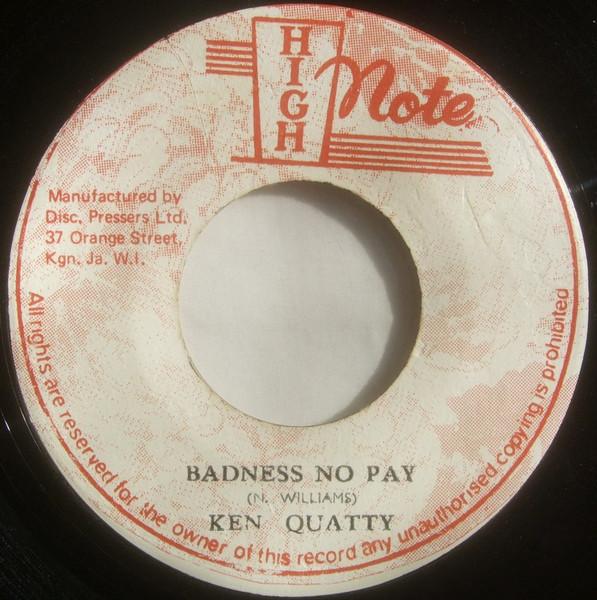 HIGH Note
Manufactured by
Disc. Pressers Ltd.
37 Orange Street,
Kgn. Ja. W.I.
BADNESS NO PAY
(N. WILLIAMS)
KEN QUATTY
All rights are reserved for the owner of this record any unauthorised copying is prohibited